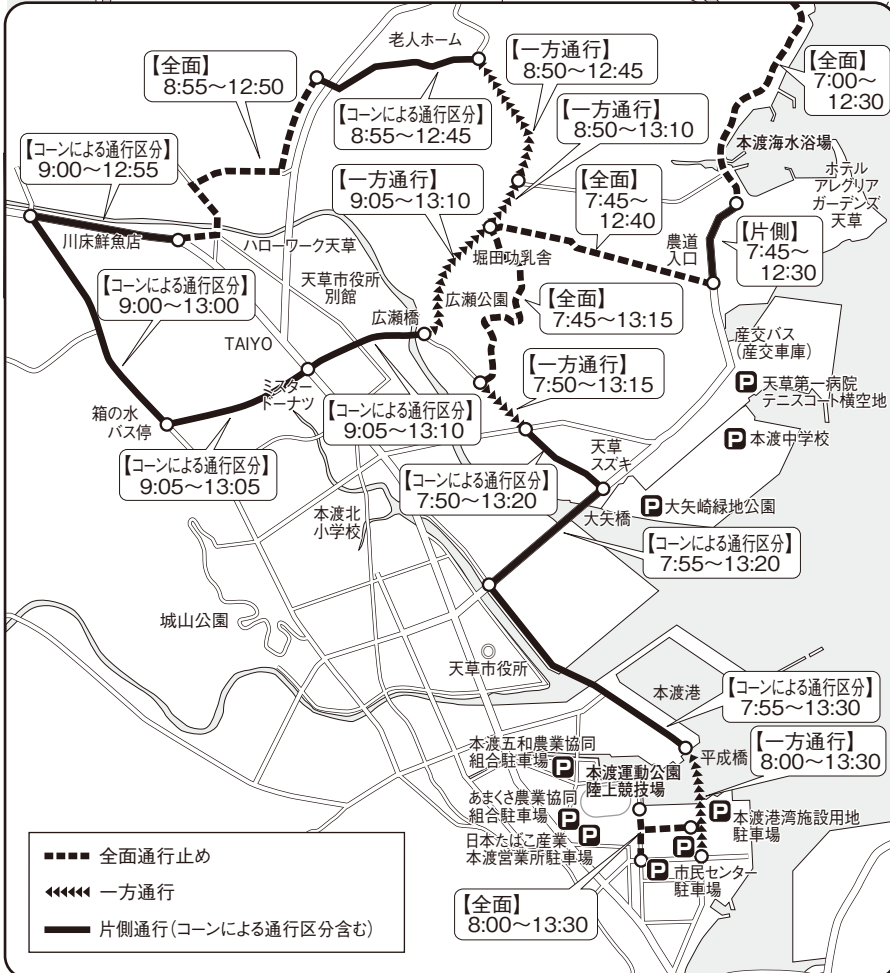 老人ホーム
【全面】
8:55～12:50
【一方通行】
8:50～12:45
【全面】
7:00～
12:30
【コーンによる通行区分】
8:55～12:45
【一方通行】
8:50～13:10
【コーンによる通行区分】
9:00～12:55
【一方通行】
9:05～13:10
【全面】
7:45～
12:40
本渡海水浴場
ホテル
アレグリア
ガーデンズ
天草
川床鮮魚店
ハローワーク天草
堀田功乳舎
農道
入口
【片側】
7:45～
12:30
【コーンによる通行区分】
9:00～13:00
天草市役所
別館
広瀬橋
広瀬公園
【全面】
7:45～13:15
TAIYO
産交バス
(産交車庫)
【一方通行】
7:50～13:15
ミスター
ドーナツ
P 天草第一病院
テニスコート横空地
箱の水
バス停
【コーンによる通行区分】
9:05～13:10
P 本渡中学校
【コーンによる通行区分】
9:05～13:05
【コーンによる通行区分】
7:50～13:20
天草
スズキ
大矢橋
P 大矢崎緑地公園
本渡北
小学校
【コーンによる通行区分】
7:55～13:20
城山公園
天草市役所
本渡港
【コーンによる通行区分】
7:55～13:30
平成橋
【一方通行】
8:00～13:30
本渡五和農業協同
組合駐車場 P
本渡運動公園
陸上競技場
あまくさ農業協同
組合駐車場 P
P 本渡港湾施設用地
駐車場
日本たばこ産業
本渡営業所駐車場 P
P
P 市民センター
駐車場
【全面】
8:00～13:30
全面通行止め
一方通行
片側通行(コーンによる通行区分含む)